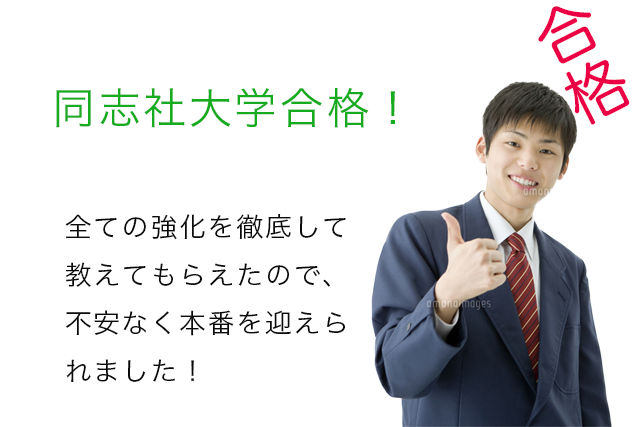 合格
同志社大学合格！
全ての強化を徹底して
教えてもらえたので、
不安なく本番を迎えら
れました！
amanaimages
amanaimages